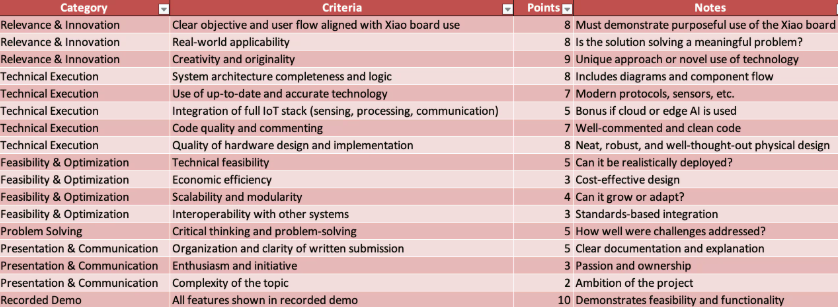 Category Criteria Points Notes
Relevance & Innovation Clear objective and user flow aligned with Xiao board use 8 Must demonstrate purposeful use of the Xiao board
Relevance & Innovation Real-world applicability 8 Is the solution solving a meaningful problem?
Relevance & Innovation Creativity and originality 9 Unique approach or novel use of technology
Technical Execution System architecture completeness and logic 8 Includes diagrams and component flow
Technical Execution Use of up-to-date and accurate technology 7 Modern protocols, sensors, etc.
Technical Execution Integration of full IoT stack (sensing, processing, communication) 5 Bonus if cloud or edge AI is used
Technical Execution Code quality and commenting 7 Well-commented and clean code
Technical Execution Quality of hardware design and implementation 8 Neat, robust, and well-thought-out physical design
Feasibility & Optimization Technical feasibility 5 Can it be realistically deployed?
Feasibility & Optimization Economic efficiency 3 Cost-effective design
Feasibility & Optimization Scalability and modularity 4 Can it grow or adapt?
Feasibility & Optimization Interoperability with other systems 3 Standards-based integration
Problem Solving Critical thinking and problem-solving 5 How well were challenges addressed?
Presentation & Communication Organization and clarity of written submission 5 Clear documentation and explanation
Presentation & Communication Enthusiasm and initiative 3 Passion and ownership
Presentation & Communication Complexity of the topic 2 Ambition of the project
Recorded Demo All features shown in recorded demo 10 Demonstrates feasibility and functionality